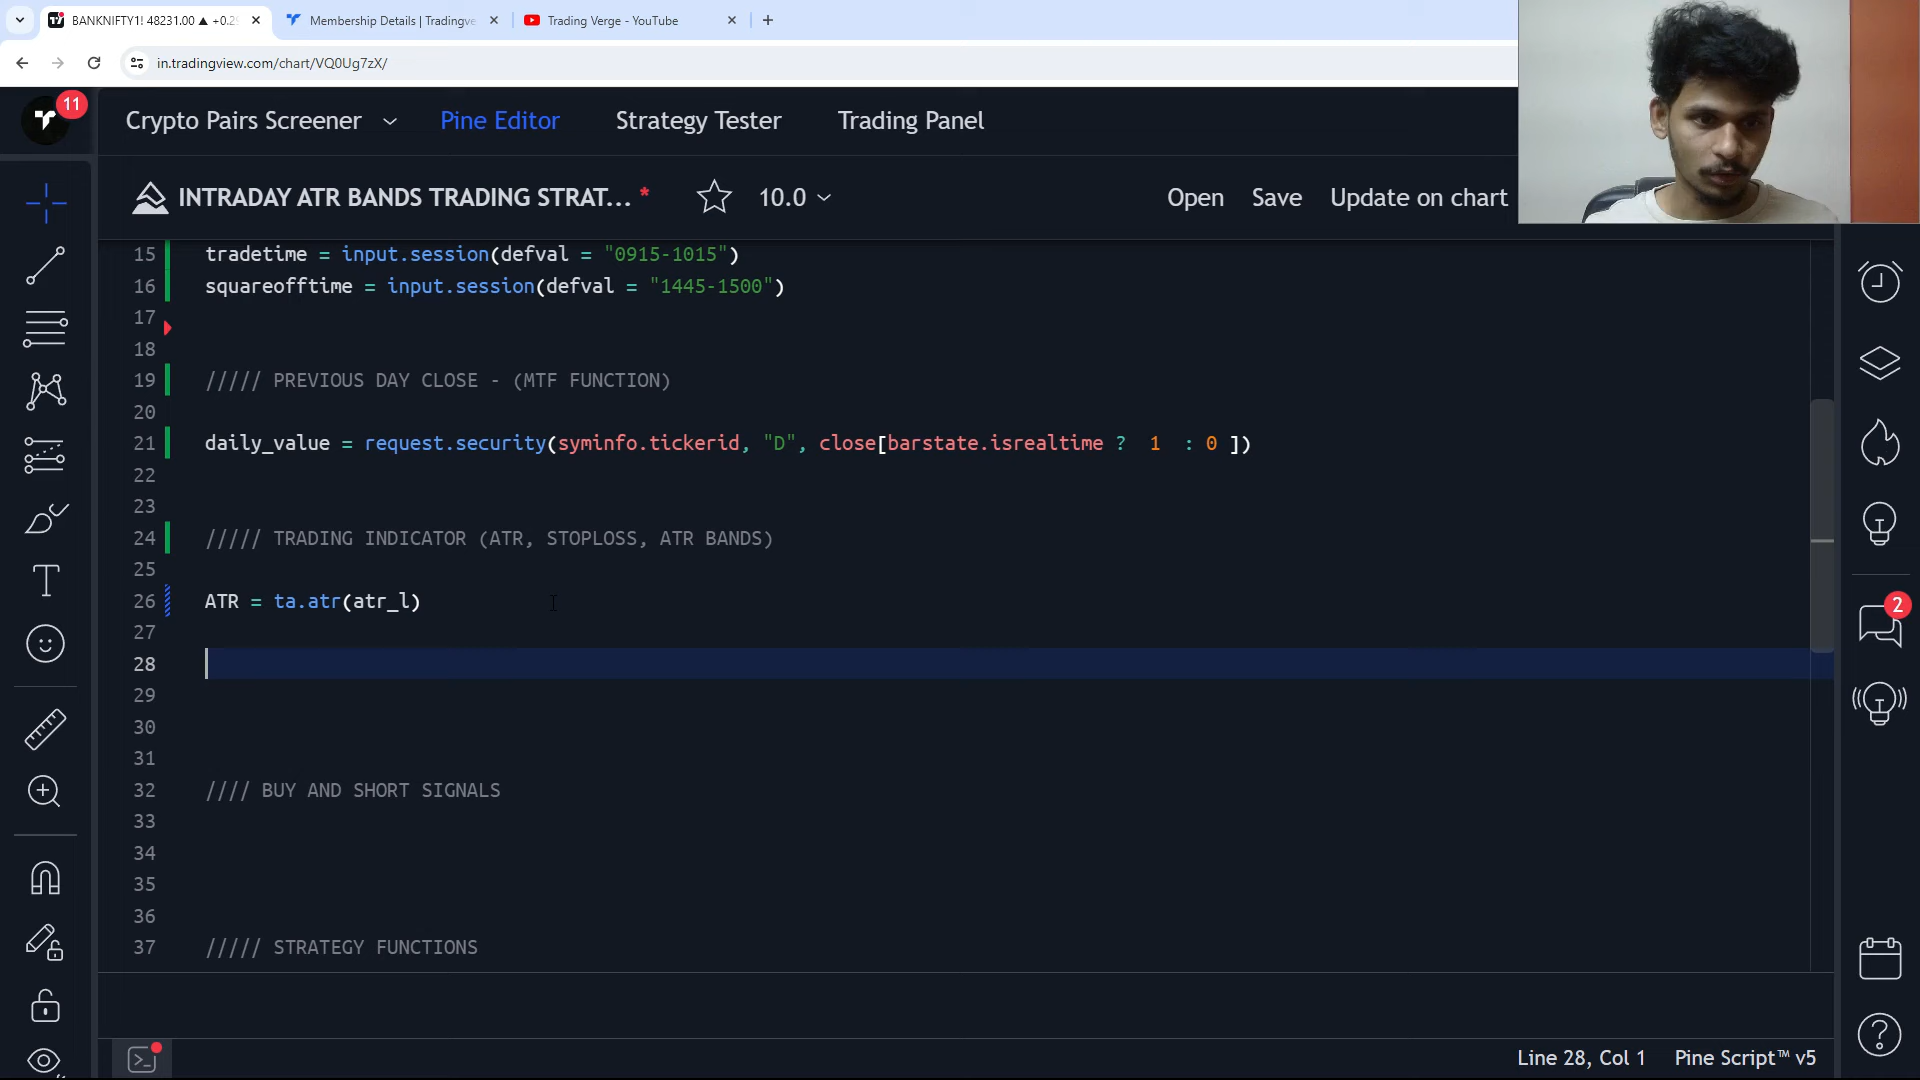 BANKNIFTY1! 48231.00 ▲ +0.2
Membership Details | Tradingve
Trading Verge - YouTube
in.tradingview.com/chart/VQ0Ug7zX/
11
Crypto Pairs Screener
Pine Editor
Strategy Tester
Trading Panel
INTRADAY ATR BANDS TRADING STRAT... *
10.0
Open
Save
Update on chart
15 tradetime = input.session(defval = "0915-1015")
16 squareofftime = input.session(defval = "1445-1500")
17
18
19 ///// PREVIOUS DAY CLOSE - (MTF FUNCTION)
20
21 daily_value = request.security(syminfo.tickerid, "D", close[barstate.isrealtime ? 1 : 0 ])
22
23
24 ///// TRADING INDICATOR (ATR, STOPLOSS, ATR BANDS)
25
26 ATR = ta.atr(atr_l)
27
28
29
30
31
32 //// BUY AND SHORT SIGNALS
33
34
35
36
37 ///// STRATEGY FUNCTIONS
2
Line 28, Col 1
Pine Script™ v5